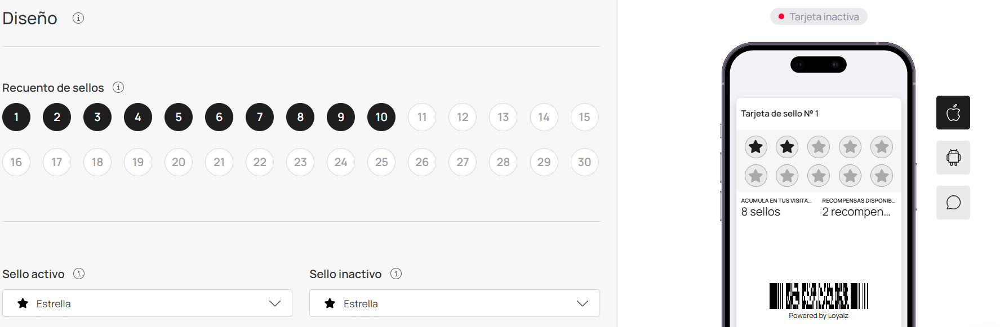 Diseño
Recuento de sellos
1 2 3 4 5 6 7 8 9 10 11 12 13 14 15
16 17 18 19 20 21 22 23 24 25 26 27 28 29 30
Sello activo
Estrella
Sello inactivo
Estrella
Tarjeta inactiva
Tarjeta de sello Nº 1
ACUMULA EN TUS VISITA... RECOMPENSAS DISPONIB...
8 sellos 2 recompen...
Powered by Loyalz